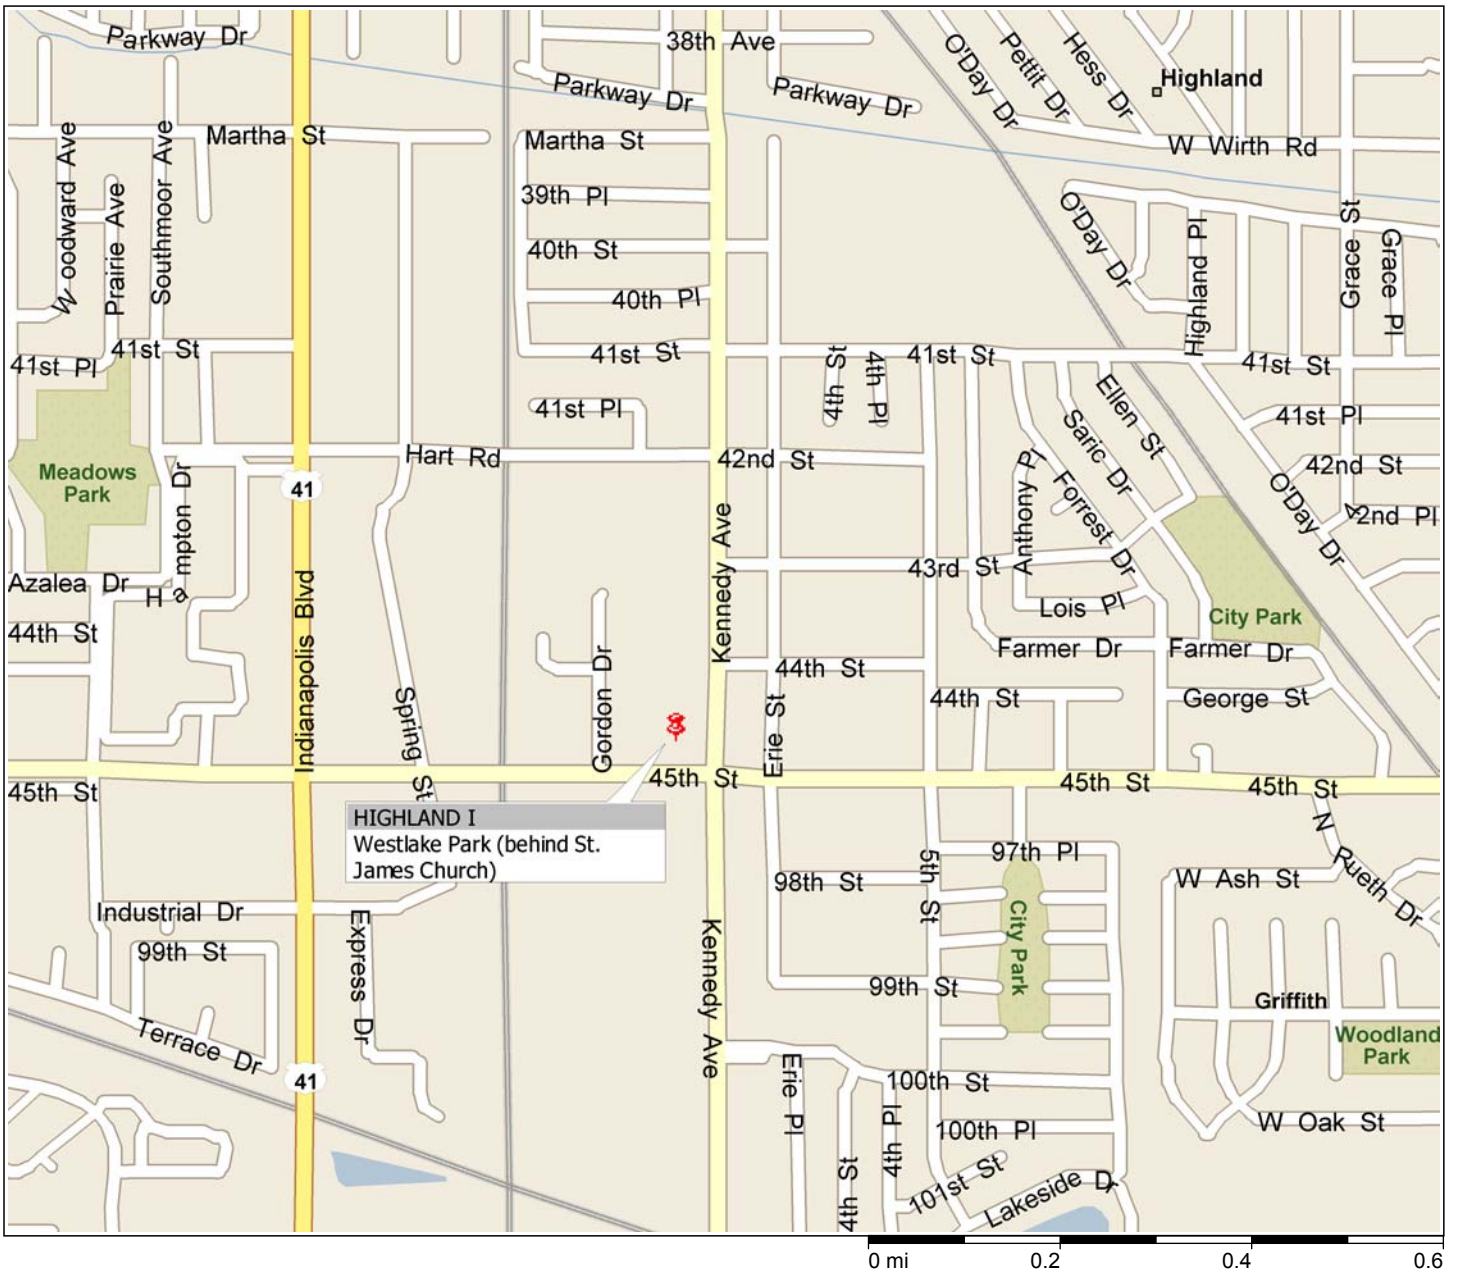 Parkway Dr
38th Ave
Parkway Dr
Parkway Dr
O'Day Dr
Pettit Dr
Hess Dr
Highland
Martha St
Martha St
W Wirth Rd
Woodward Ave
Prairie Ave
Southmoor Ave
39th Pl
40th St
40th Pl
O'Day Dr
Highland Pl
Grace St
Grace Pl
41st Pl
41st St
41st St
41st St
41st St
41st Pl
4th St
4th Pl
Ellen St
41st Pl
Meadows
Park
Hart Rd
42nd St
42nd St
41
Hampton Dr
Kennedy Ave
Anthony Pl
Saric Dr
Forrest Dr
O'Day Dr
42nd Pl
Azalea Dr
43rd St
Lois Pl
City Park
44th St
Indianapolis Blvd
Spring St
Gordon Dr
44th St
Erie St
Farmer Dr
Farmer Dr
44th St
George St
45th St
45th St
45th St
45th St
HIGHLAND I
Westlake Park (behind St.
James Church)
N Rueth Dr
97th Pl
5th St
98th St
W Ash St
Industrial Dr
99th St
Express Dr
Kennedy Ave
99th St
City Park
Griffith
Woodland
Park
Terrace Dr
41
Erie Pl
100th St
4th Pl
100th Pl
W Oak St
4th St
101st St
Lakeside Dr
0 mi
0.2
0.4
0.6